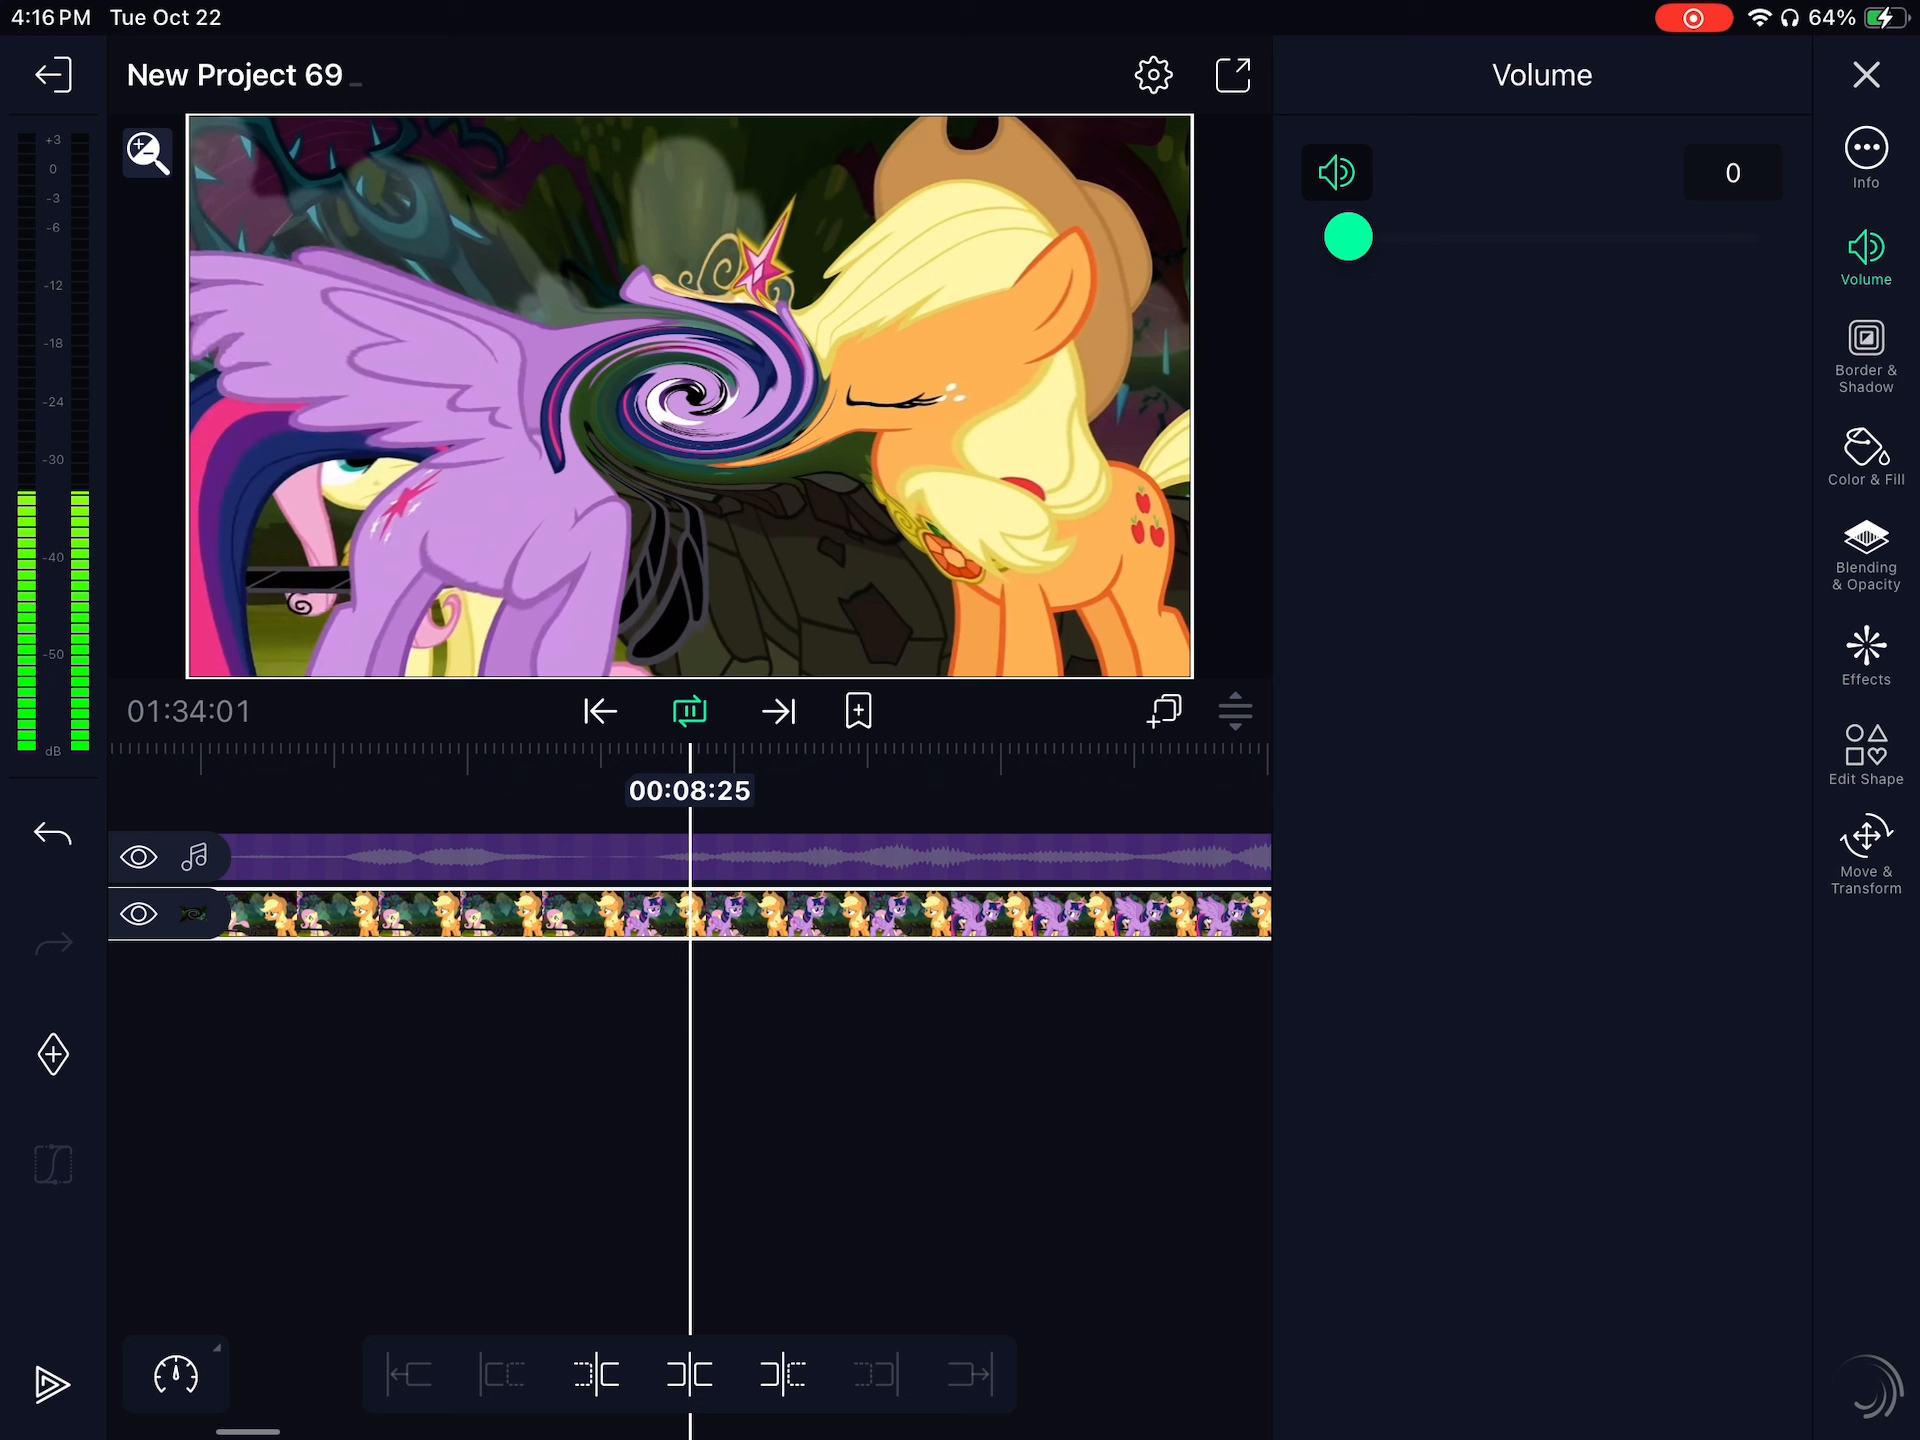 4:16 PM Tue Oct 22
64%
New Project 69
Volume
0
Info
Volume
Border &
Shadow
Color & Fill
Blending
& Opacity
Effects
Edit Shape
Move &
Transform
+3
0
-3
-6
-12
-18
-24
-30
-40
-50
dB
01:34:01
00:08:25